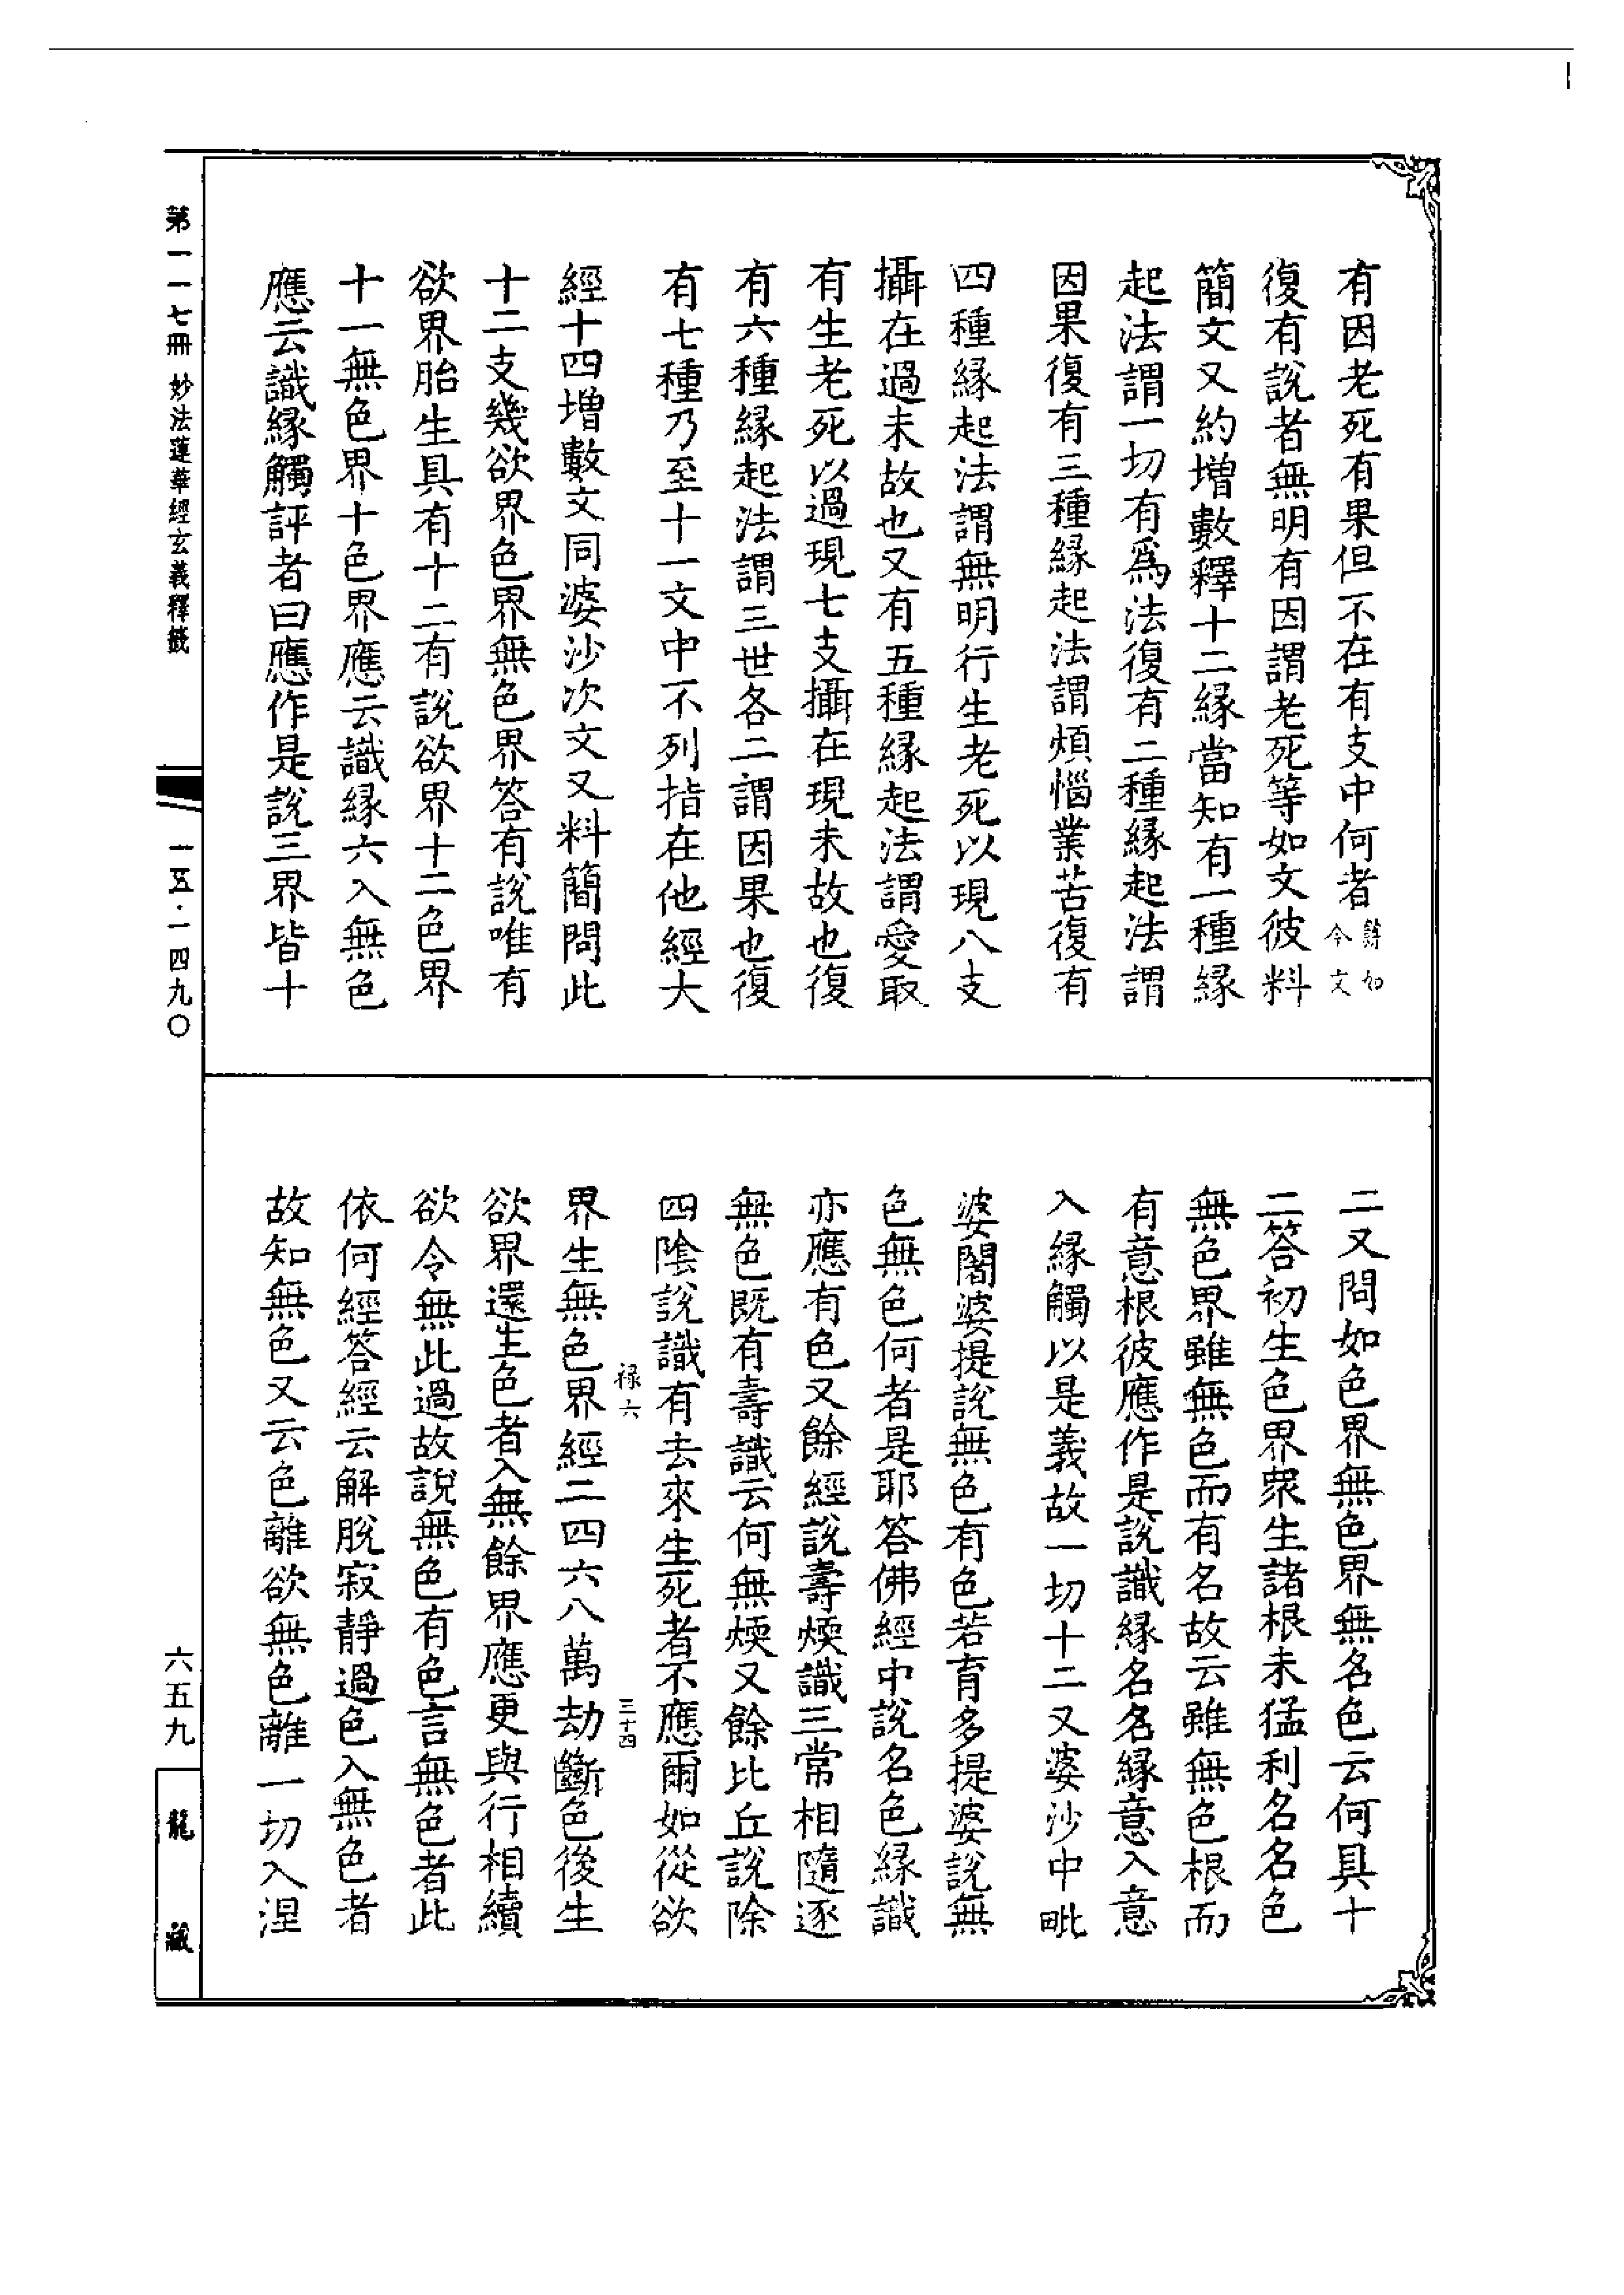 有因老死有果但不在有支中何者餘如今文
復有説者無明有因謂老死等如文彼料
簡文又約增數釋十二緣當知有一種緣
起法謂一切有爲法復有二種緣起法謂
因果復有三種緣起法謂煩惱業苦復有
四種緣起法謂無明行生老死以現八支
攝在過未故也又有五種緣起法謂愛取
有生老死以過現七支攝在現未故也復
有六種緣起法謂三世各二謂因果也復
有七種乃至十一文中不列指在他經大
經十四增數文同婆沙次文又料簡問此
十二支幾欲界色界無色界答有説唯有
欲界胎生具有十二有説欲界十二色界
十一無色界十色界應云識緣六入無色
應云識緣觸評者曰應作是説三界皆十
二又問如色界無色界無名色云何具十
二答初生色界衆生諸根未猛利名名色
無色界雖無色而有名故云雖無色根而
有意根彼應作是説識緣名名緣意入意
入緣觸以是義故一切十二又婆沙中毗
婆闍婆提説無色有色若育多提婆説無
色無色何者是耶答佛經中説名色緣識
亦應有色又餘經説壽煖識三常相隨逐
無色既有壽識云何無煖又餘比丘説除
四陰説識有去來生死者不應爾如從欲
界生無色界經二四六八萬劫斷色後生
欲界還生色者入無餘界應更與行相續
欲令無此過故説無色有色言無色者此
依何經答經云解脫寂靜過色入無色者
故知無色又云色離欲無色離一切入涅
祿六
三十四
第一一七冊 妙法蓮華經玄義釋籤
一五·一四九〇
六五九
龍藏